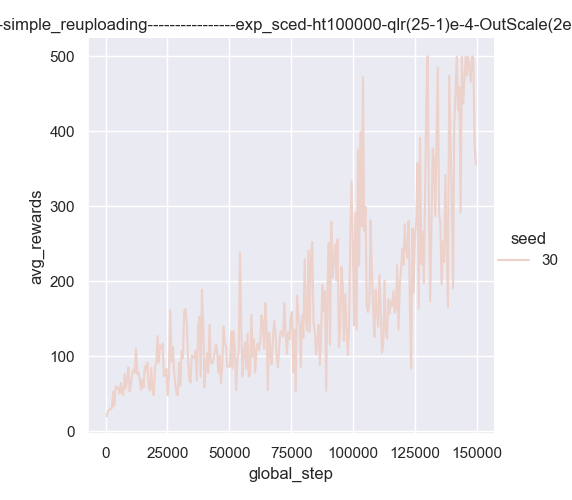 -simple_reuploading----------------exp_sced-ht100000-qlr(25-1)e-4-OutScale(2e
500
400
300
200
100
0
avg_rewards
0 25000 50000 75000 100000 125000 150000
global_step
seed
30